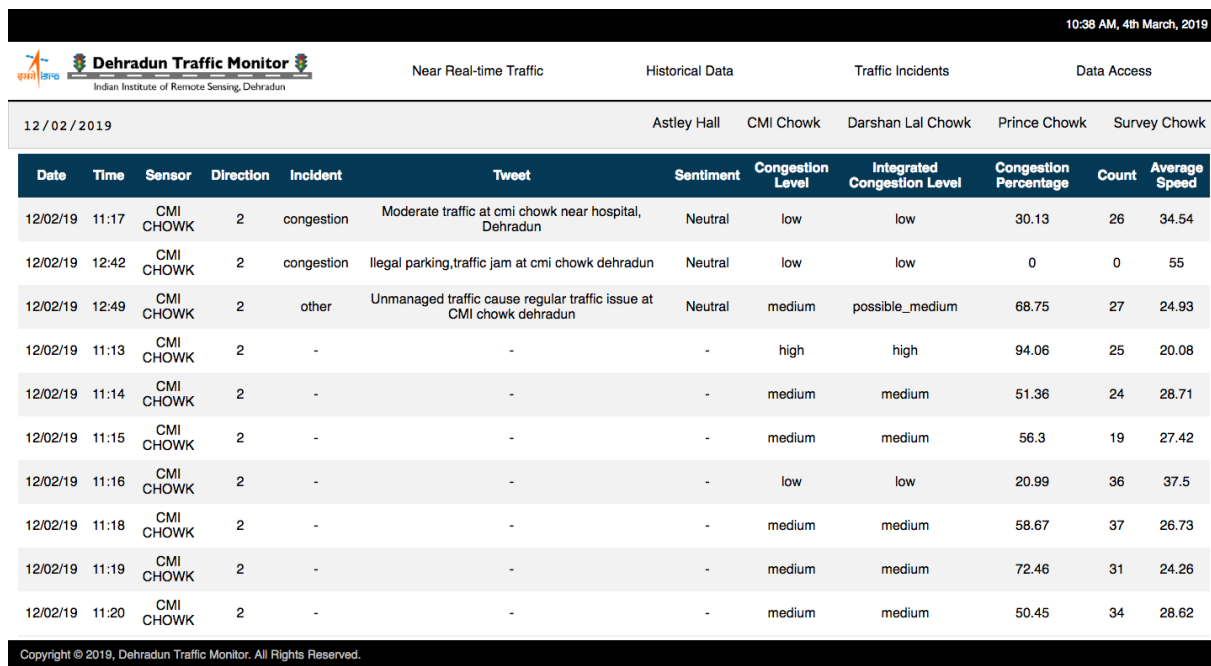 10:38 AM, 4th March, 2019
इसरो isro
Dehradun Traffic Monitor
Indian Institute of Remote Sensing, Dehradun
Near Real-time Traffic Historical Data Traffic Incidents Data Access
12/02/2019 Astley Hall CMI Chowk Darshan Lal Chowk Prince Chowk Survey Chowk
Date Time Sensor Direction Incident Tweet Sentiment Congestion Level Integrated Congestion Level Congestion Percentage Count Average Speed
12/02/19 11:17 CMI CHOWK 2 congestion Moderate traffic at cmi chowk near hospital, Dehradun Neutral low low 30.13 26 34.54
12/02/19 12:42 CMI CHOWK 2 congestion Ilegal parking,traffic jam at cmi chowk dehradun Neutral low low 0 0 55
12/02/19 12:49 CMI CHOWK 2 other Unmanaged traffic cause regular traffic issue at CMI chowk dehradun Neutral medium possible_medium 68.75 27 24.93
12/02/19 11:13 CMI CHOWK 2 - - - high high 94.06 25 20.08
12/02/19 11:14 CMI CHOWK 2 - - - medium medium 51.36 24 28.71
12/02/19 11:15 CMI CHOWK 2 - - - medium medium 56.3 19 27.42
12/02/19 11:16 CMI CHOWK 2 - - - low low 20.99 36 37.5
12/02/19 11:18 CMI CHOWK 2 - - - medium medium 58.67 37 26.73
12/02/19 11:19 CMI CHOWK 2 - - - medium medium 72.46 31 24.26
12/02/19 11:20 CMI CHOWK 2 - - - medium medium 50.45 34 28.62
Copyright © 2019, Dehradun Traffic Monitor. All Rights Reserved.